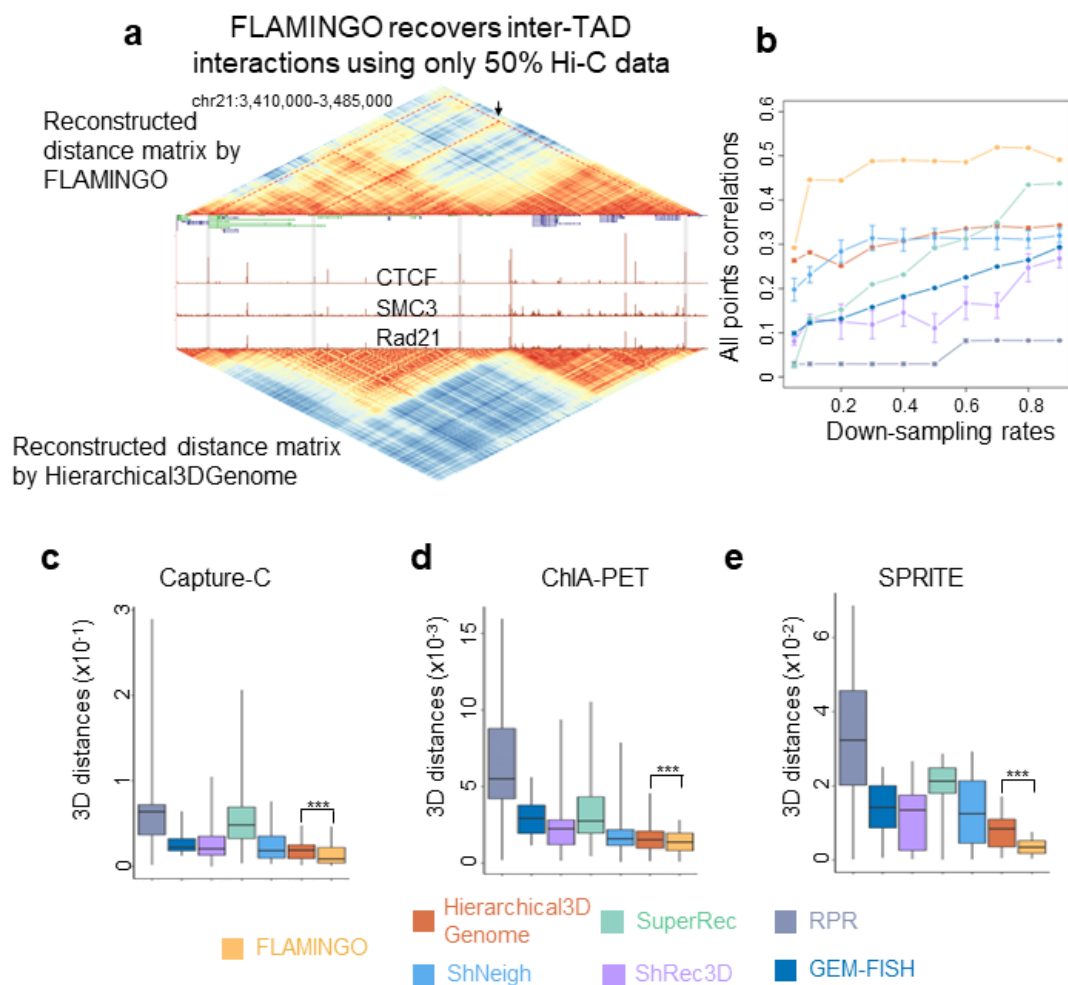 a
FLAMINGO recovers inter-TAD
interactions using only 50% Hi-C data
chr21:3,410,000-3,485,000
Reconstructed
distance matrix by
FLAMINGO
CTCF
SMC3
Rad21
Reconstructed distance matrix
by Hierarchical3DGenome
b
All points correlations
0.6
0.5
0.4
0.3
0.2
0.1
0
0.2 0.4 0.6 0.8
Down-sampling rates
c
Capture-C
3D distances (x10-1)
3
2
1
0
***
d
ChIA-PET
3D distances (x10-3)
15
10
5
0
***
e
SPRITE
3D distances (x10-2)
6
4
2
0
***
FLAMINGO
Hierarchical3D
Genome
SuperRec
RPR
ShNeigh
ShRec3D
GEM-FISH